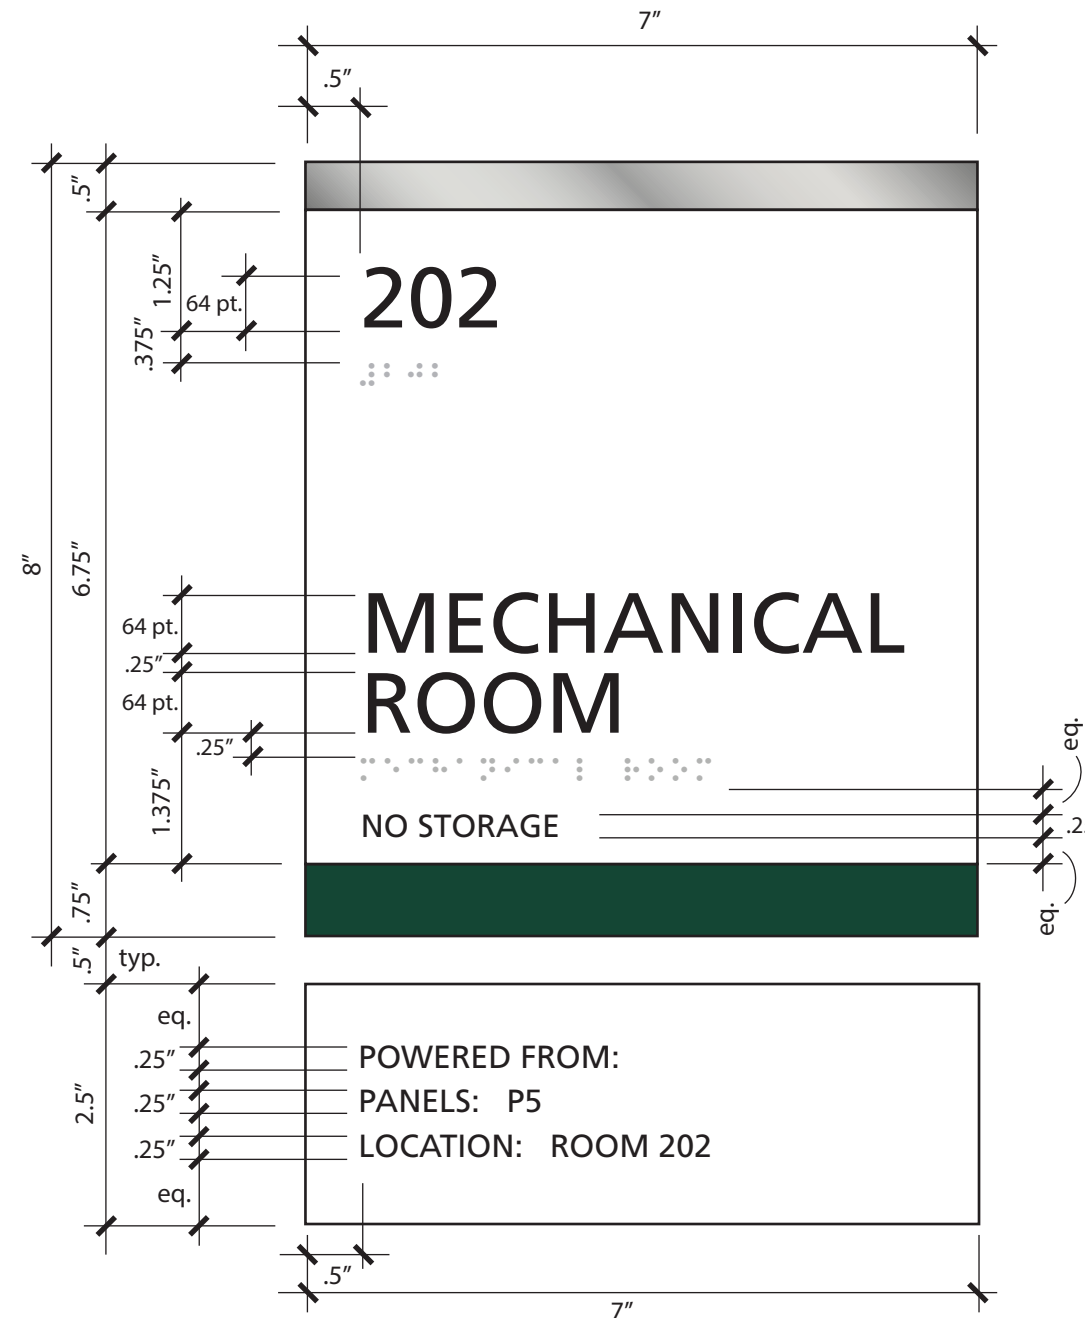 7″
.5″
.5″
1.25″
64 pt.
.375″
202
8″
6.75″
64 pt.
.25″
64 pt.
.25″
1.375″
MECHANICAL
ROOM
eq.
NO STORAGE
eq.
.75″
.5″ typ.
eq.
.25″
.25″
.25″
eq.
2.5″
POWERED FROM:
PANELS: P5
LOCATION: ROOM 202
.5″
7″